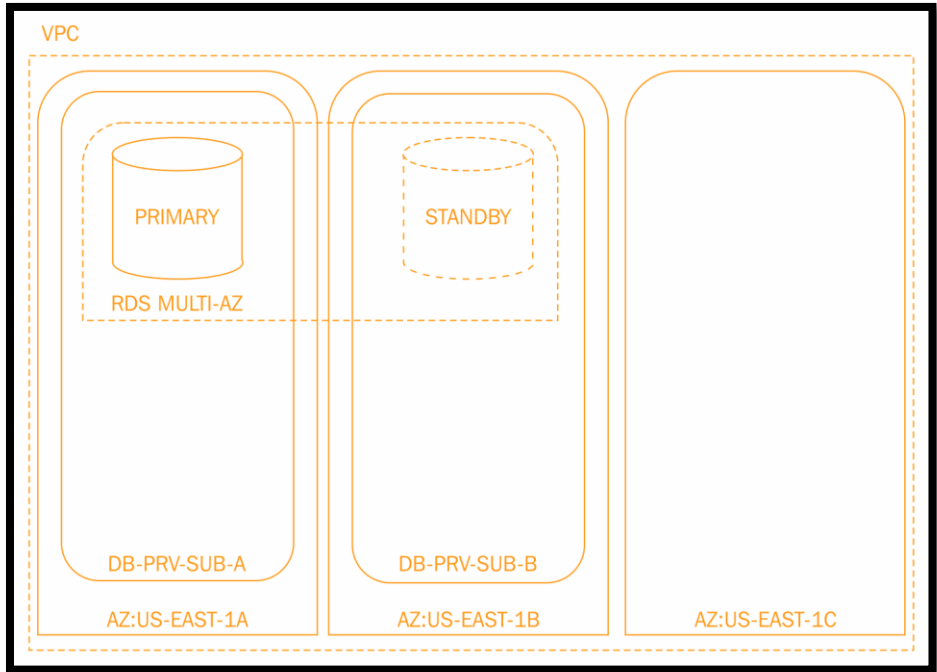 VPC
PRIMARY
STANDBY
RDS MULTI-AZ
DB-PRV-SUB-A
DB-PRV-SUB-B
AZ:US-EAST-1A
AZ:US-EAST-1B
AZ:US-EAST-1C